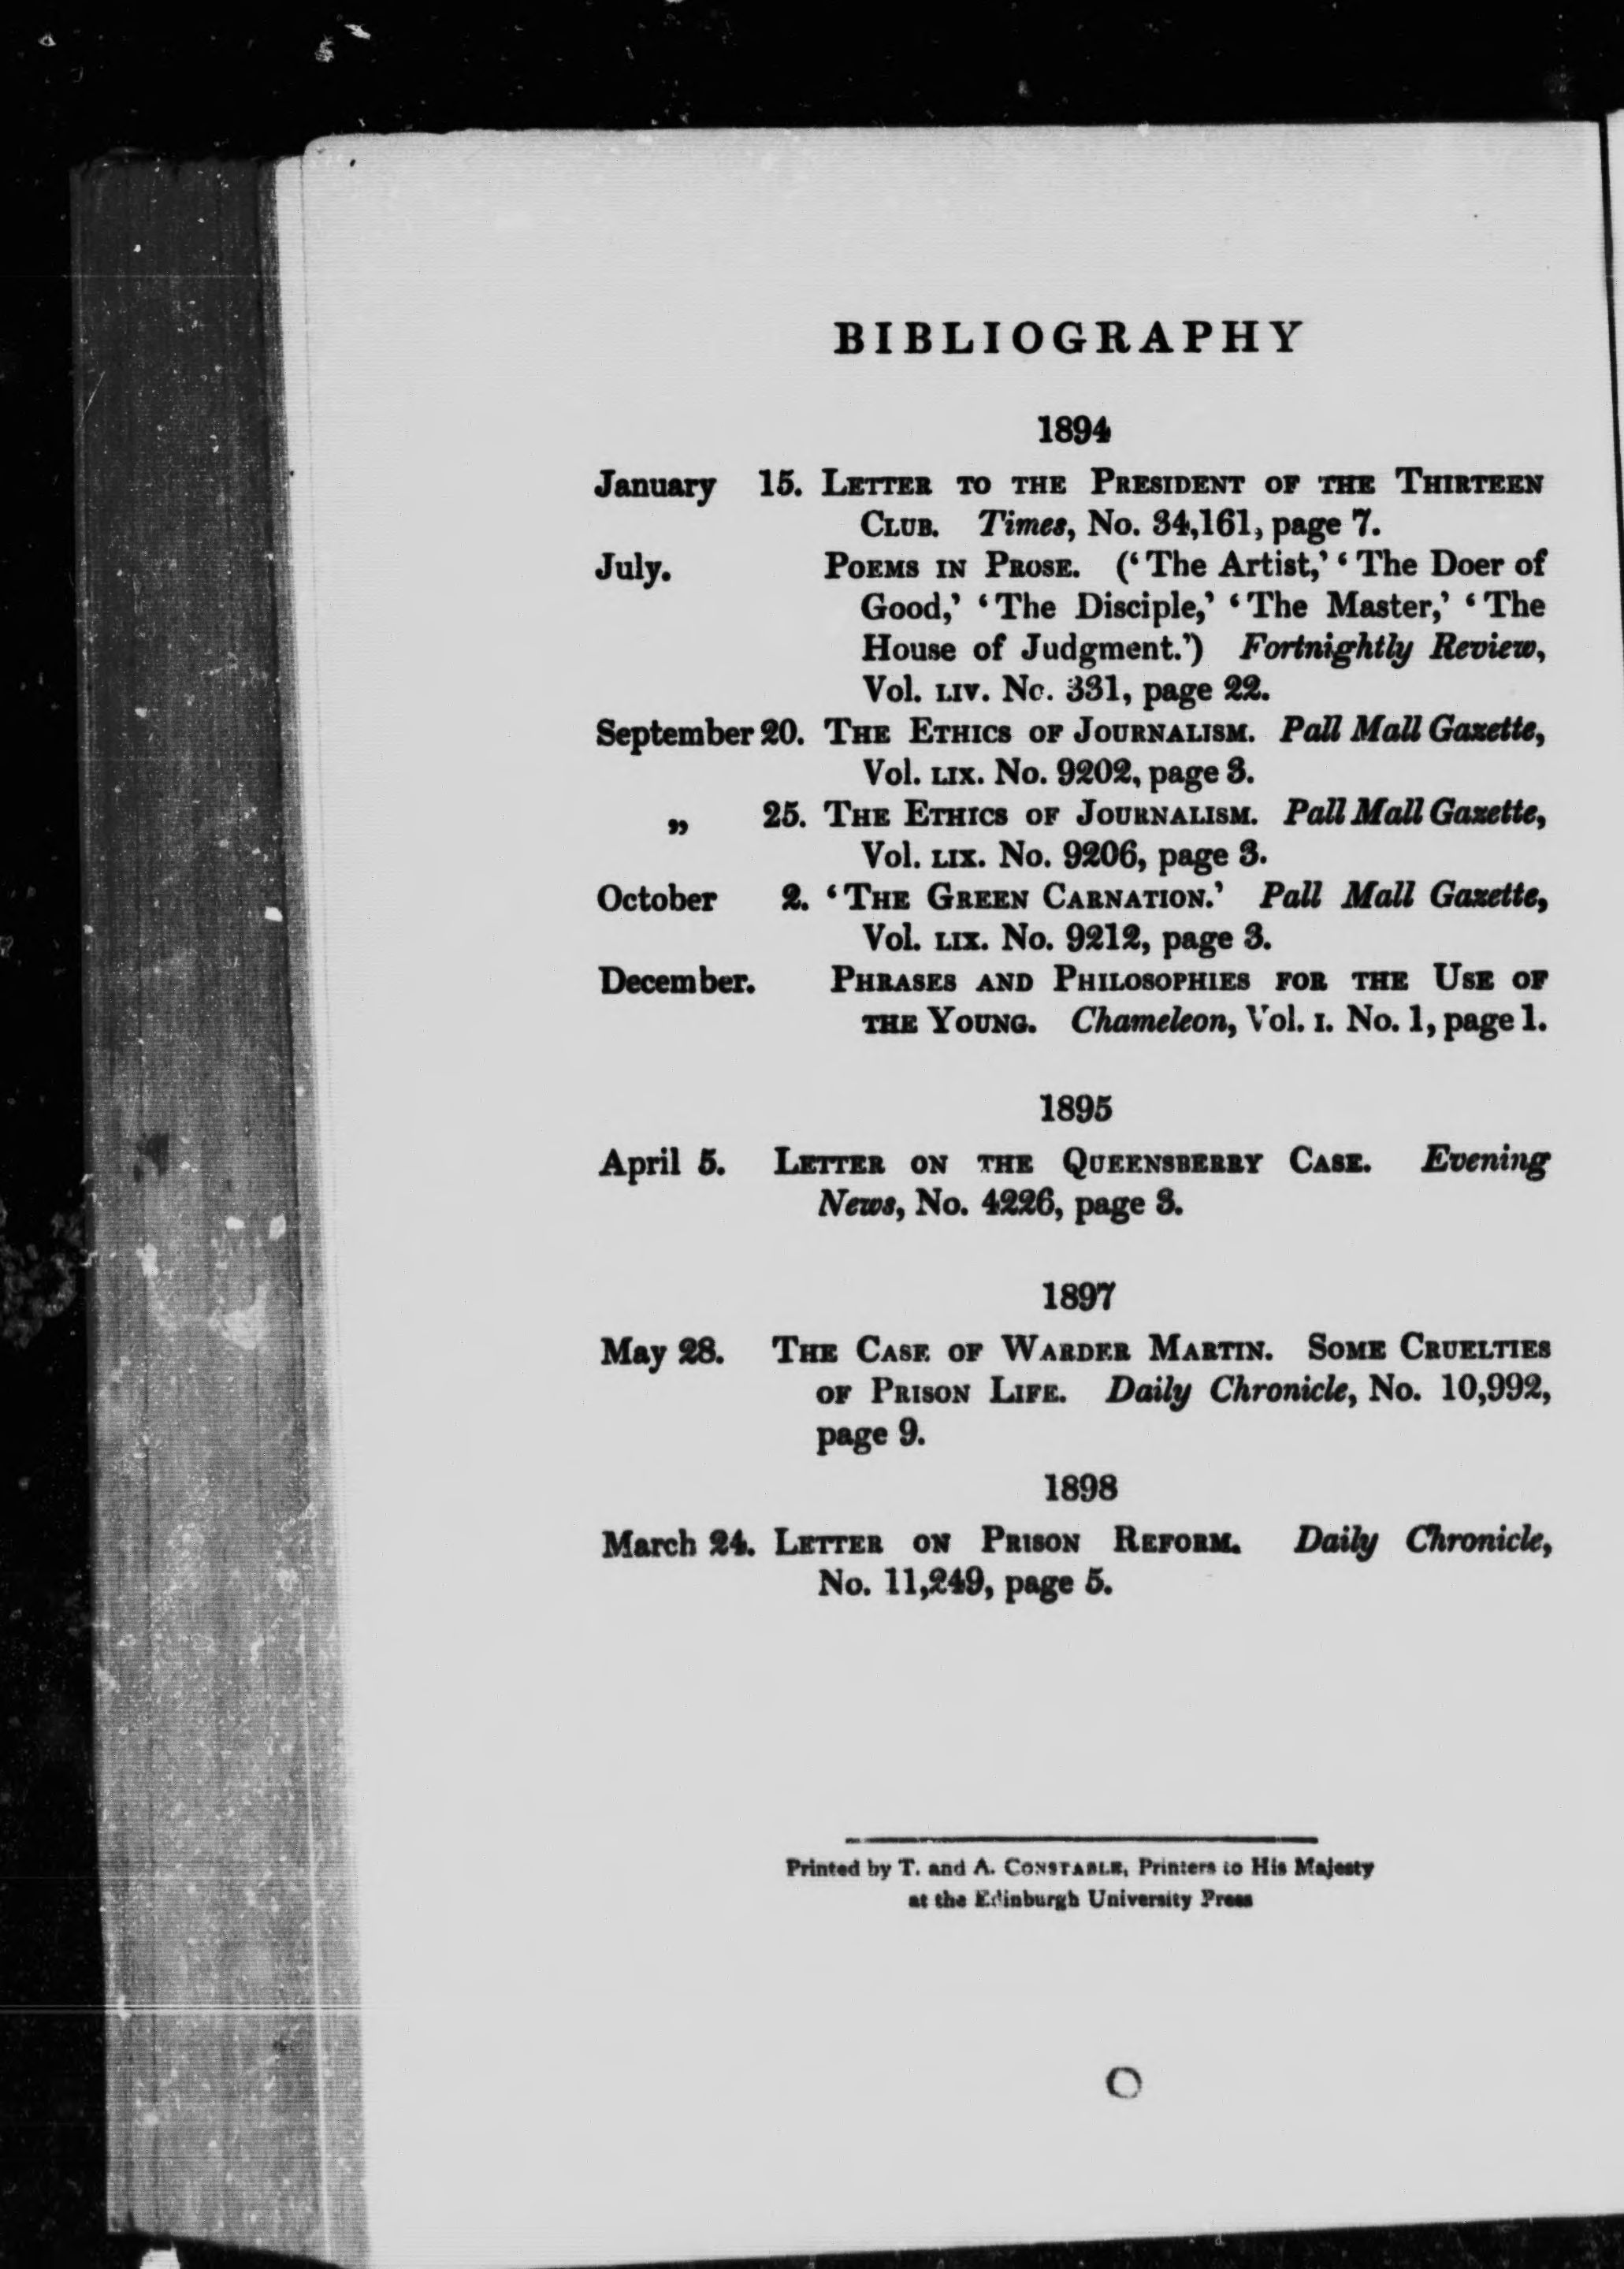 BIBLIOGRAPHY
1894
January 15. LETTER TO THE PRESIDENT OF THE THIRTEEN
CLUB. Times, No. 34,161, page 7.
July. POEMS IN PROSE. (‘The Artist,’ ‘The Doer of
Good,’ ‘The Disciple,’ ‘The Master,’ ‘The
House of Judgment.’) Fortnightly Review,
Vol. LIV. No. 331, page 22.
September 20. THE ETHICS OF JOURNALISM. Pall Mall Gazette,
Vol. LIX. No. 9202, page 3.
„ 25. THE ETHICS OF JOURNALISM. Pall Mall Gazette,
Vol. LIX. No. 9206, page 3.
October 2. ‘THE GREEN CARNATION.’ Pall Mall Gazette,
Vol. LIX. No. 9212, page 3.
December. PHRASES AND PHILOSOPHIES FOR THE USE OF
THE YOUNG. Chameleon, Vol. I. No. 1, page 1.
1895
April 5. LETTER ON THE QUEENSBERRY CASE. Evening
News, No. 4226, page 3.
1897
May 28. THE CASE OF WARDER MARTIN. SOME CRUELTIES
OF PRISON LIFE. Daily Chronicle, No. 10,992,
page 9.
1898
March 24. LETTER ON PRISON REFORM. Daily Chronicle,
No. 11,249, page 5.
Printed by T. and A. CONSTABLE, Printers to His Majesty
at the Edinburgh University Press